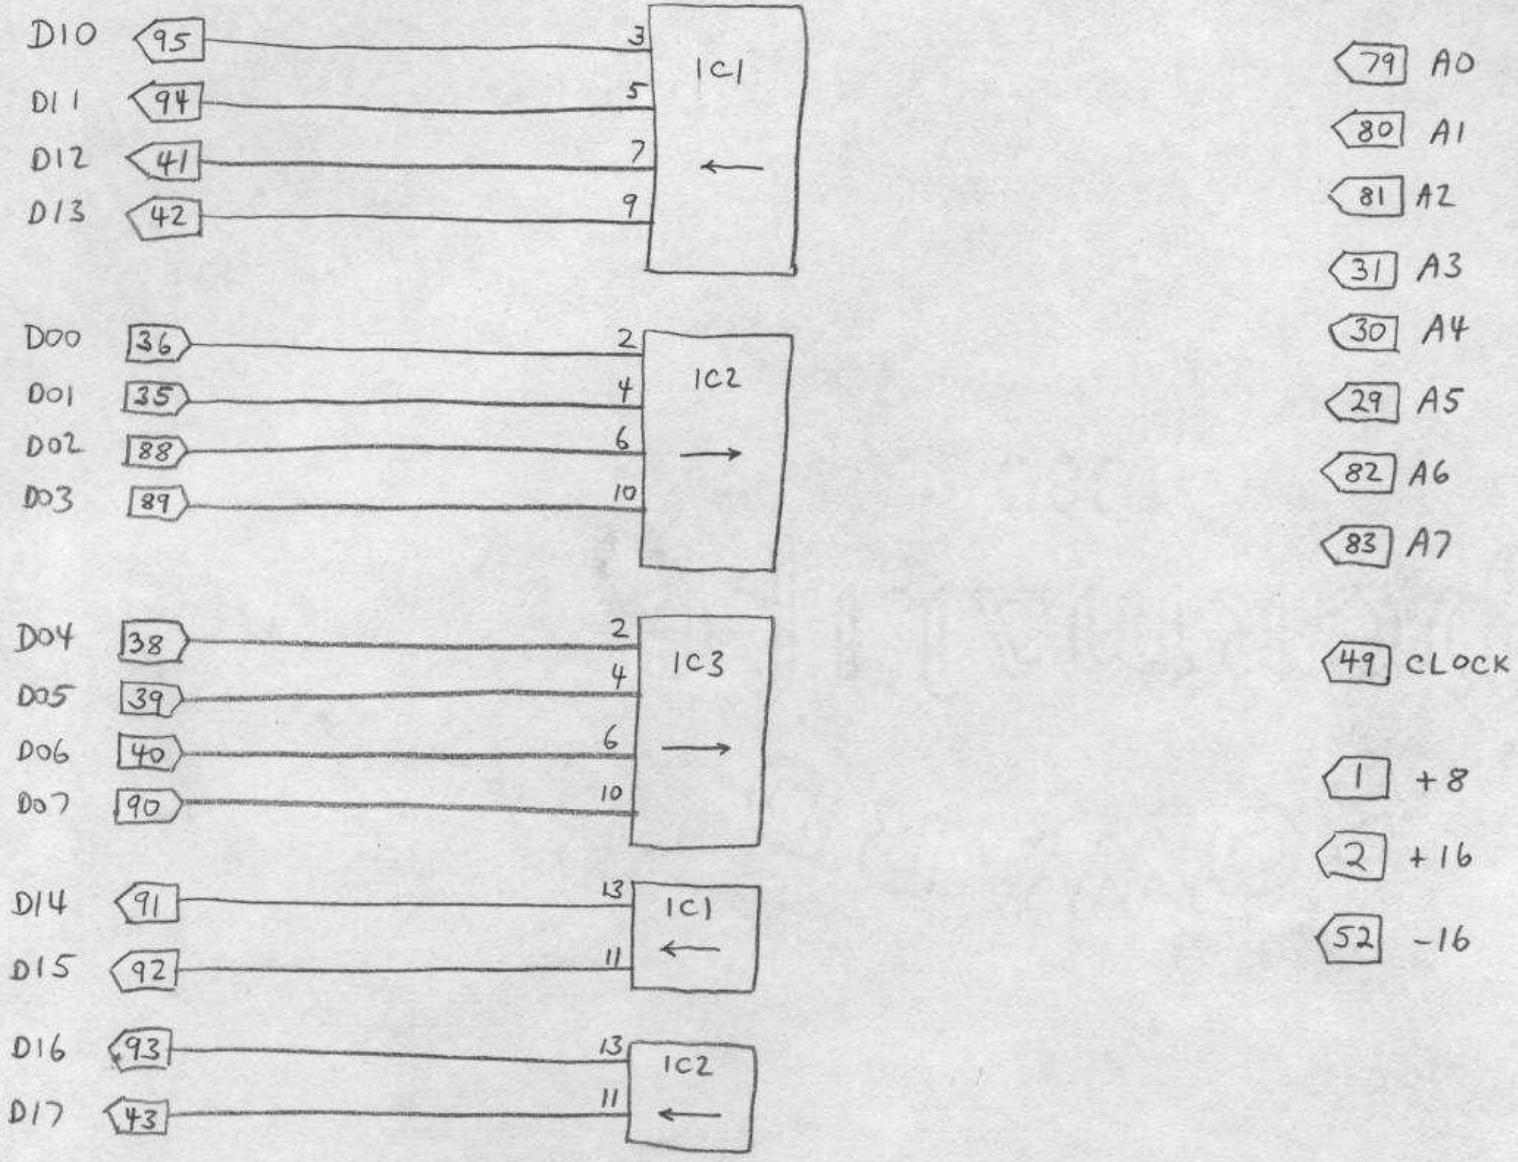 DI0 95 3 IC1
DI1 94 5
DI2 41 7 ←
DI3 42 9
DO0 36 2 IC2
DO1 35 4
DO2 88 6 →
DO3 89 10
DO4 38 2 IC3
DO5 39 4
DO6 40 6 →
DO7 90 10
DI4 91 13 IC1
DI5 92 11 ←
DI6 93 13 IC2
DI7 43 11 ←
79 A0
80 A1
81 A2
31 A3
30 A4
29 A5
82 A6
83 A7
49 CLOCK
1 +8
2 +16
52 -16